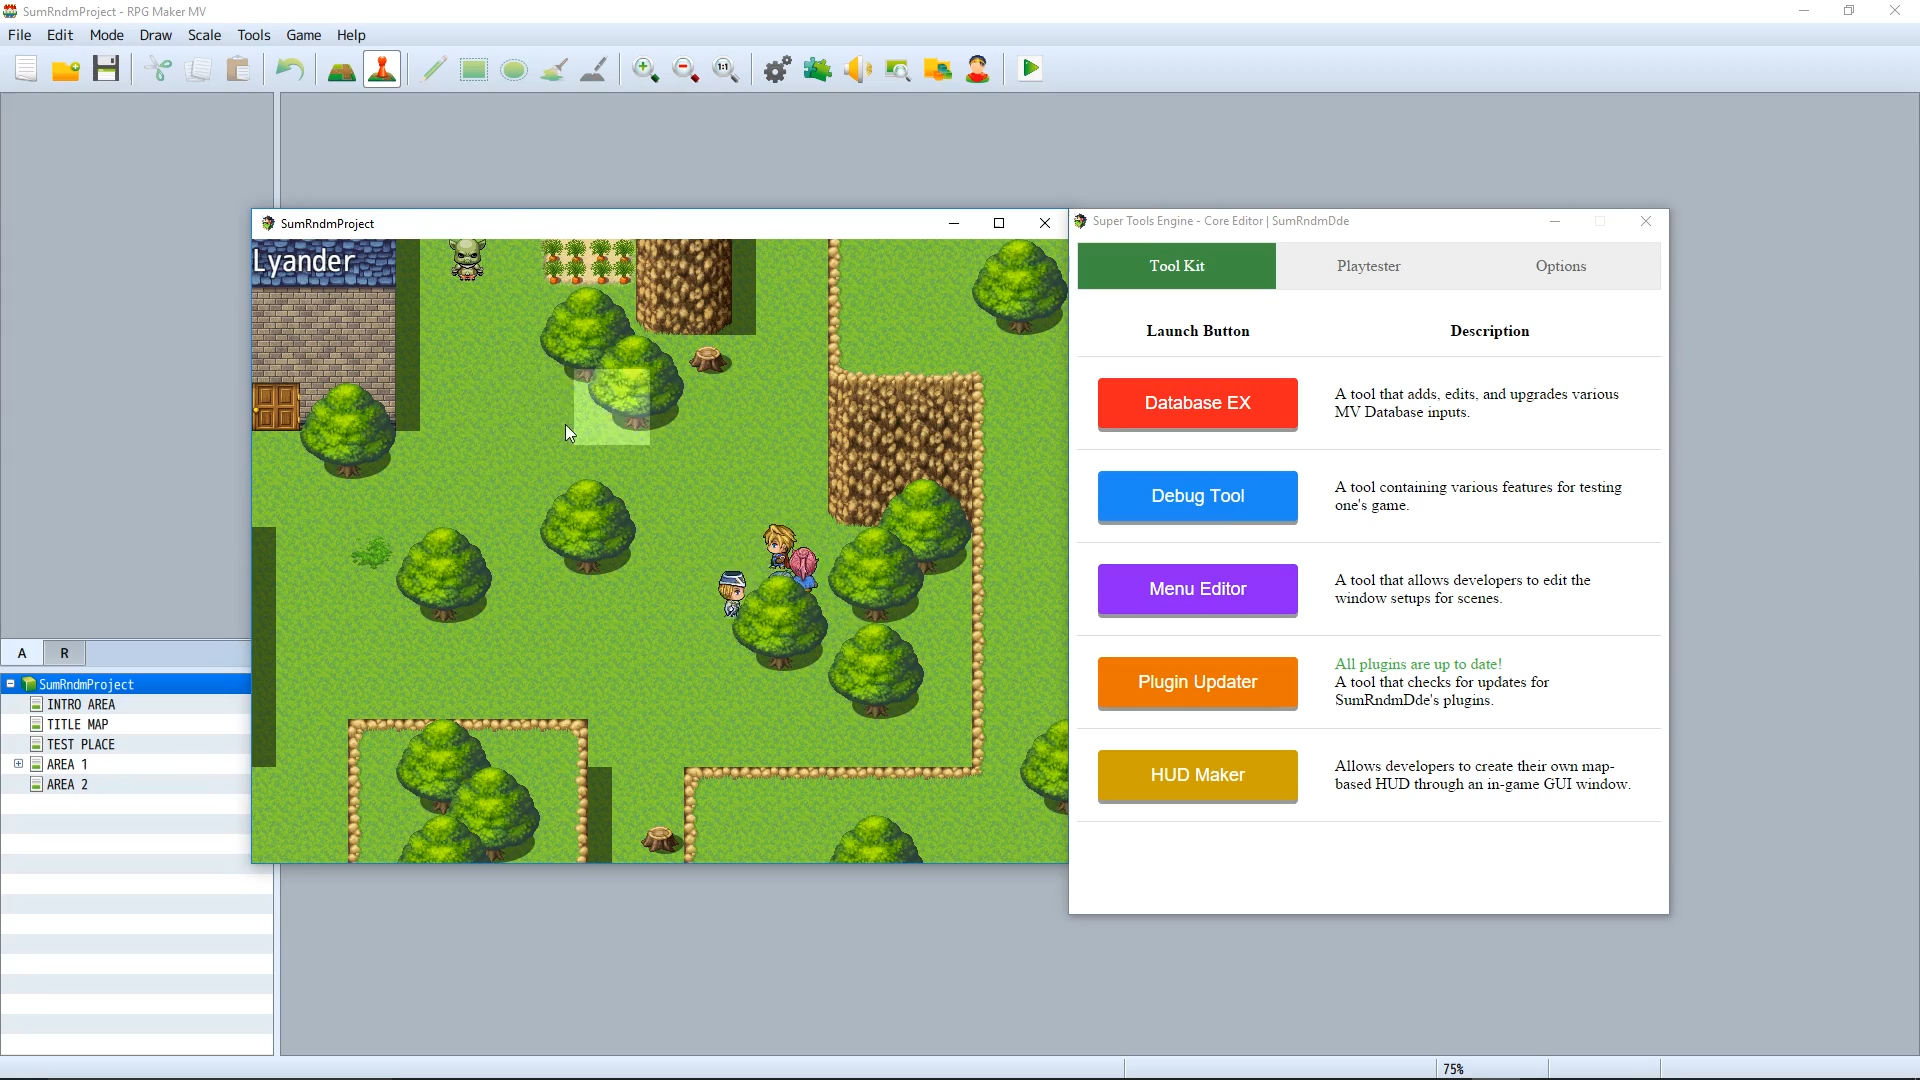 SumRndmProject - RPG Maker MV
File Edit Mode Draw Scale Tools Game Help
1:1
SumRndmProject
Lyander
Super Tools Engine - Core Editor | SumRndmDde
Tool Kit Playtester Options
Launch Button Description
Database EX
A tool that adds, edits, and upgrades various
MV Database inputs.
Debug Tool
A tool containing various features for testing
one's game.
Menu Editor
A tool that allows developers to edit the
window setups for scenes.
Plugin Updater
All plugins are up to date!
A tool that checks for updates for
SumRndmDde's plugins.
HUD Maker
Allows developers to create their own map-
based HUD through an in-game GUI window.
A R
SumRndmProject
INTRO AREA
TITLE MAP
TEST PLACE
AREA 1
AREA 2
75%